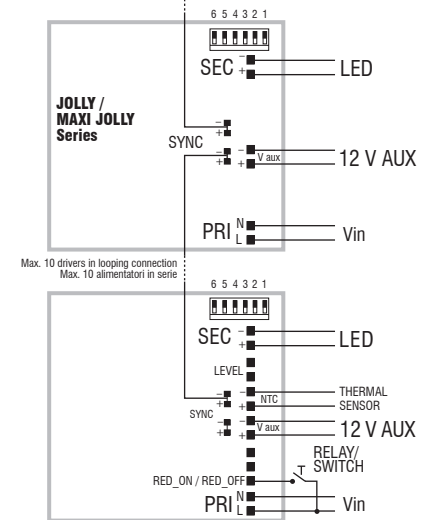 6 5 4 3 2 1
SEC - +
LED
JOLLY /
MAXI JOLLY
Series
- +
SYNC
- +
- + V aux
12 V AUX
PRI N L
Vin
Max. 10 drivers in looping connection
Max. 10 alimentatori in serie
6 5 4 3 2 1
SEC - +
LED
LEVEL
- +
- + NTC
THERMAL
SENSOR
SYNC
- +
- + V aux
12 V AUX
RELAY/
SWITCH
RED_ON / RED_OFF
T
PRI N L
Vin